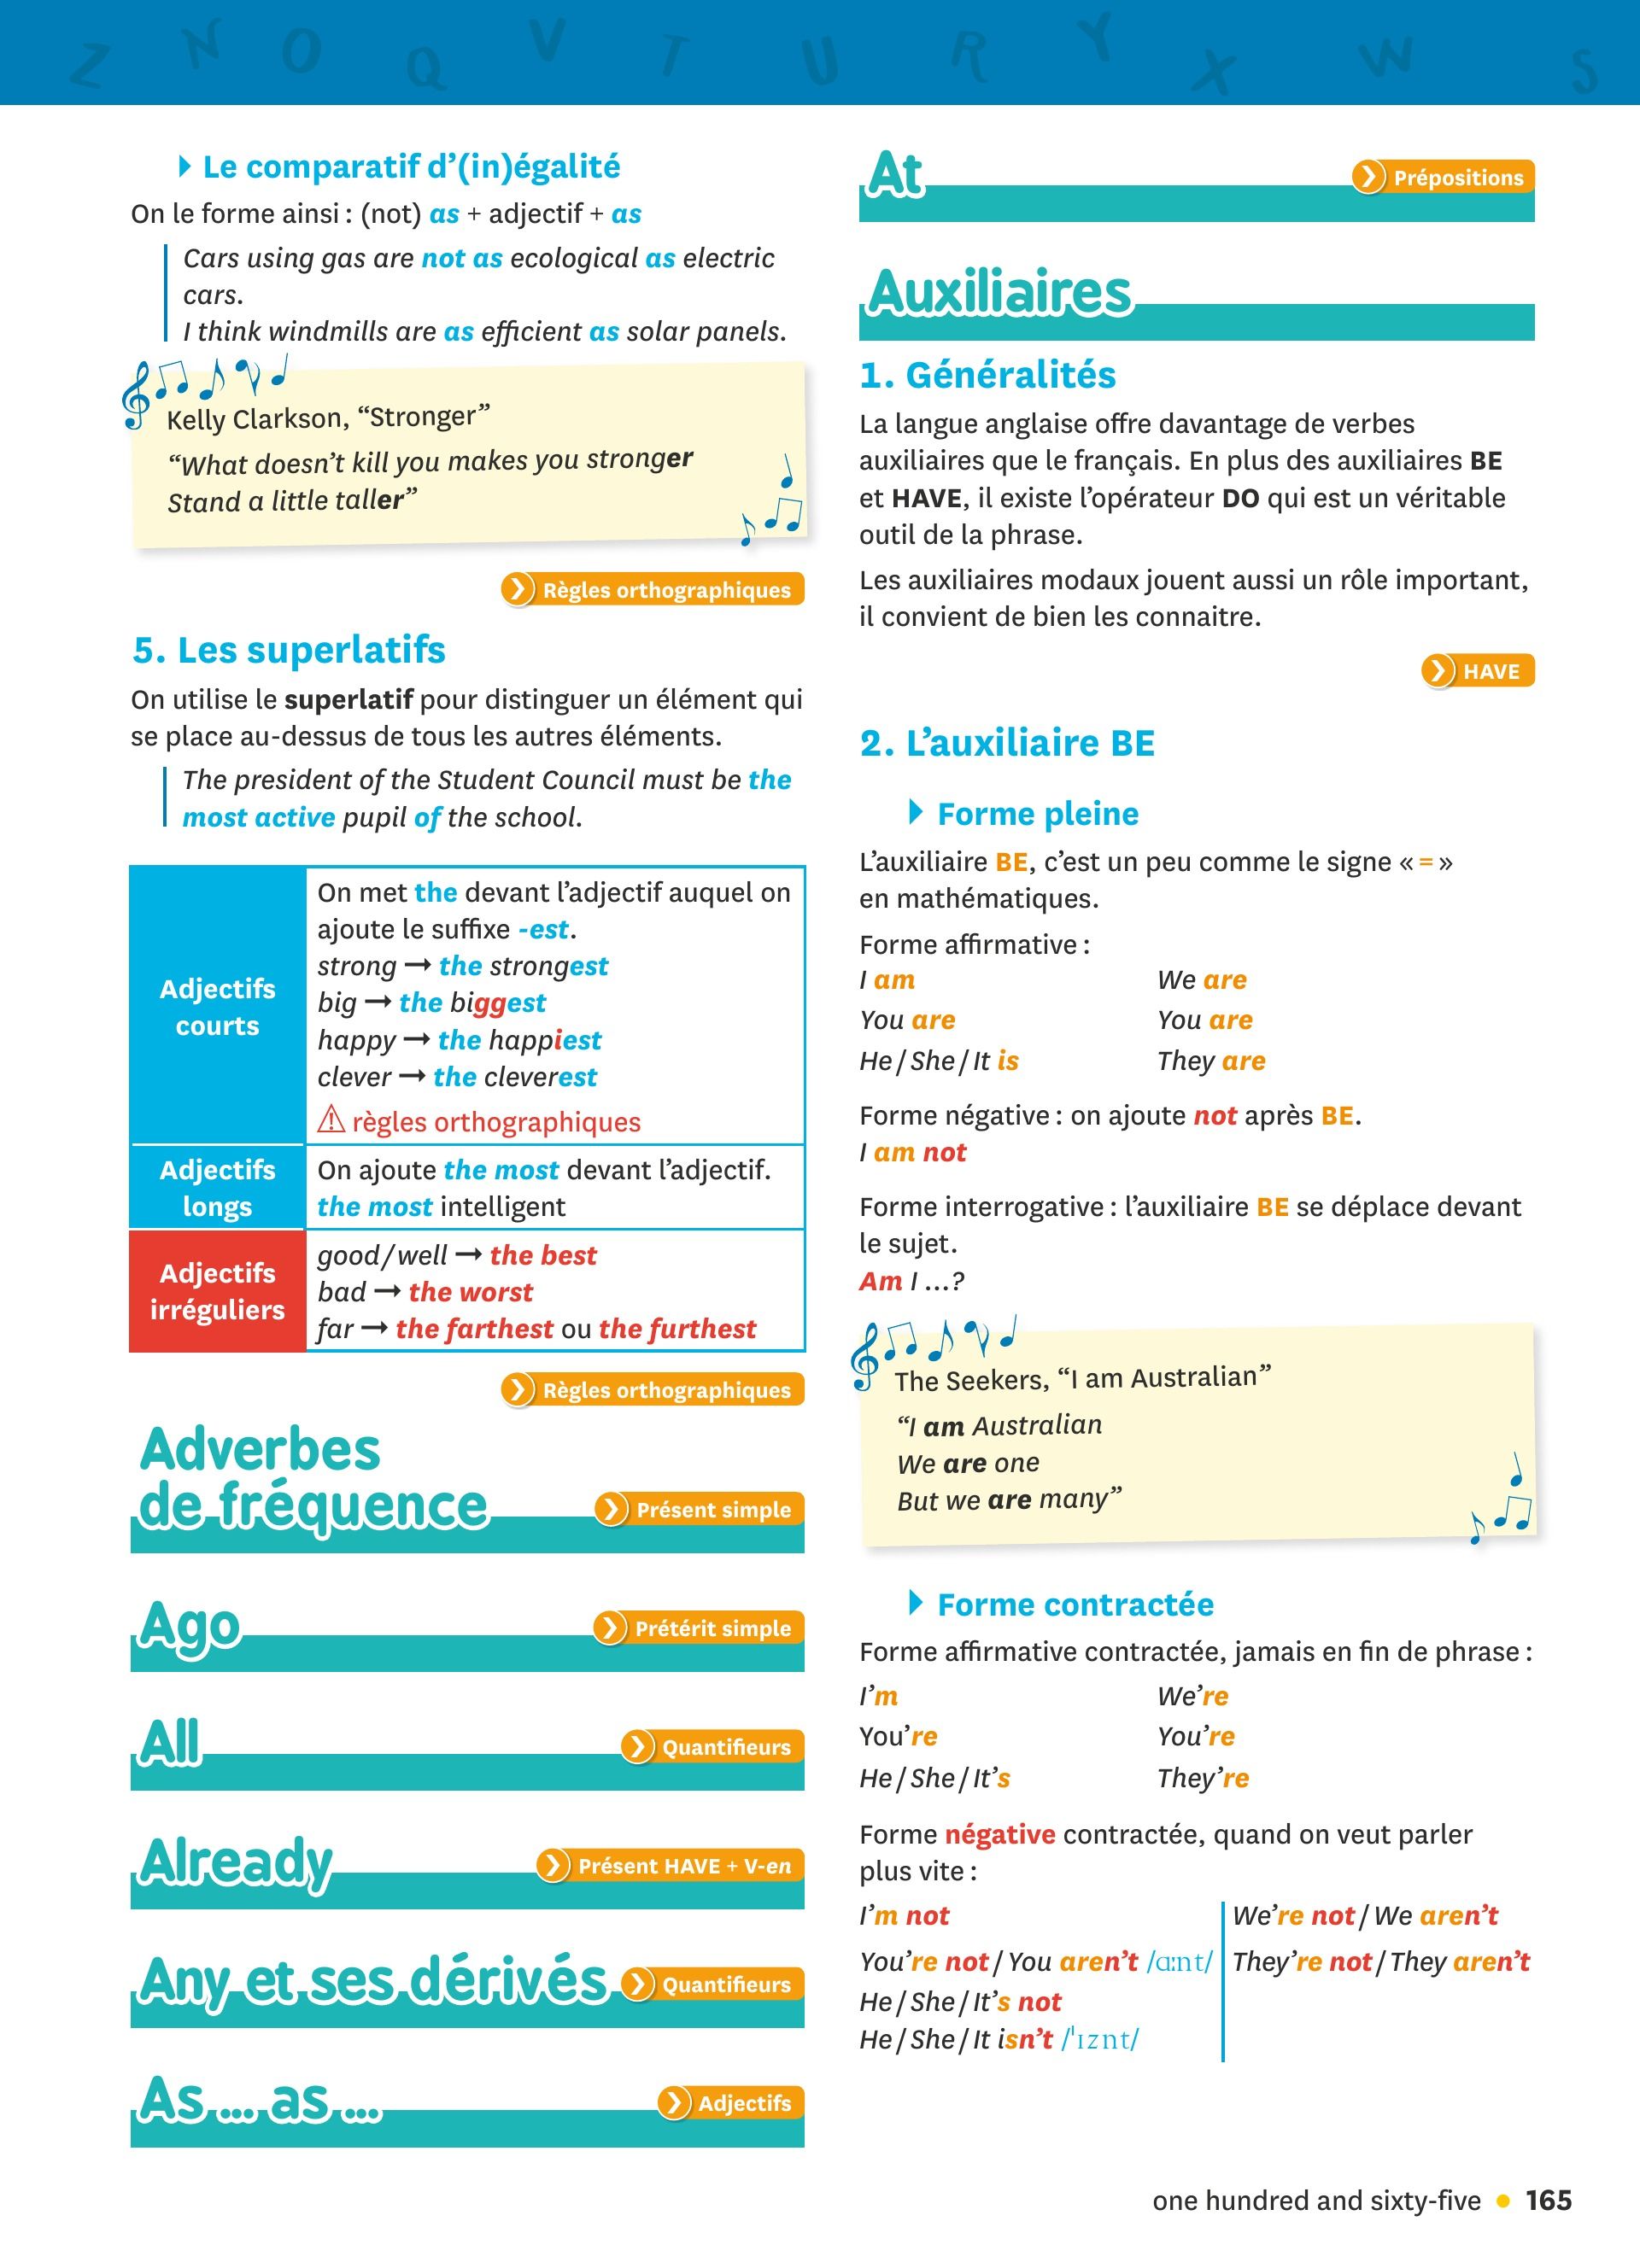 Z N O Q V T U R Y X W S
Le comparatif d’(in)égalité
On le forme ainsi : (not) as + adjectif + as
Cars using gas are not as ecological as electric
cars.
I think windmills are as efficient as solar panels.
Kelly Clarkson, “Stronger”
“What doesn’t kill you makes you stronger
Stand a little taller”
Règles orthographiques
5. Les superlatifs
On utilise le superlatif pour distinguer un élément qui
se place au-dessus de tous les autres éléments.
The president of the Student Council must be the
most active pupil of the school.
Adjectifs
courts
On met the devant l’adjectif auquel on
ajoute le suffixe -est.
strong → the strongest
big → the biggest
happy → the happiest
clever → the cleverest
⚠ règles orthographiques
Adjectifs
longs
On ajoute the most devant l’adjectif.
the most intelligent
Adjectifs
irréguliers
good/well → the best
bad → the worst
far → the farthest ou the furthest
Règles orthographiques
Adverbes
de fréquence
Présent simple
Ago
Prétérit simple
All
Quantifieurs
Already
Présent HAVE + V-en
Any et ses dérivés
Quantifieurs
As ... as ...
Adjectifs
At
Prépositions
Auxiliaires
1. Généralités
La langue anglaise offre davantage de verbes
auxiliaires que le français. En plus des auxiliaires BE
et HAVE, il existe l’opérateur DO qui est un véritable
outil de la phrase.
Les auxiliaires modaux jouent aussi un rôle important,
il convient de bien les connaitre.
HAVE
2. L’auxiliaire BE
Forme pleine
L’auxiliaire BE, c’est un peu comme le signe « = »
en mathématiques.
Forme affirmative :
I am We are
You are You are
He / She / It is They are
Forme négative : on ajoute not après BE.
I am not
Forme interrogative : l’auxiliaire BE se déplace devant
le sujet.
Am I ...?
The Seekers, “I am Australian”
“I am Australian
We are one
But we are many”
Forme contractée
Forme affirmative contractée, jamais en fin de phrase :
I’m We’re
You’re You’re
He / She / It’s They’re
Forme négative contractée, quand on veut parler
plus vite :
I’m not We’re not / We aren’t
You’re not / You aren’t /ɑːnt/ They’re not / They aren’t
He / She / It’s not
He / She / It isn’t /ˈɪznt/
one hundred and sixty-five • 165